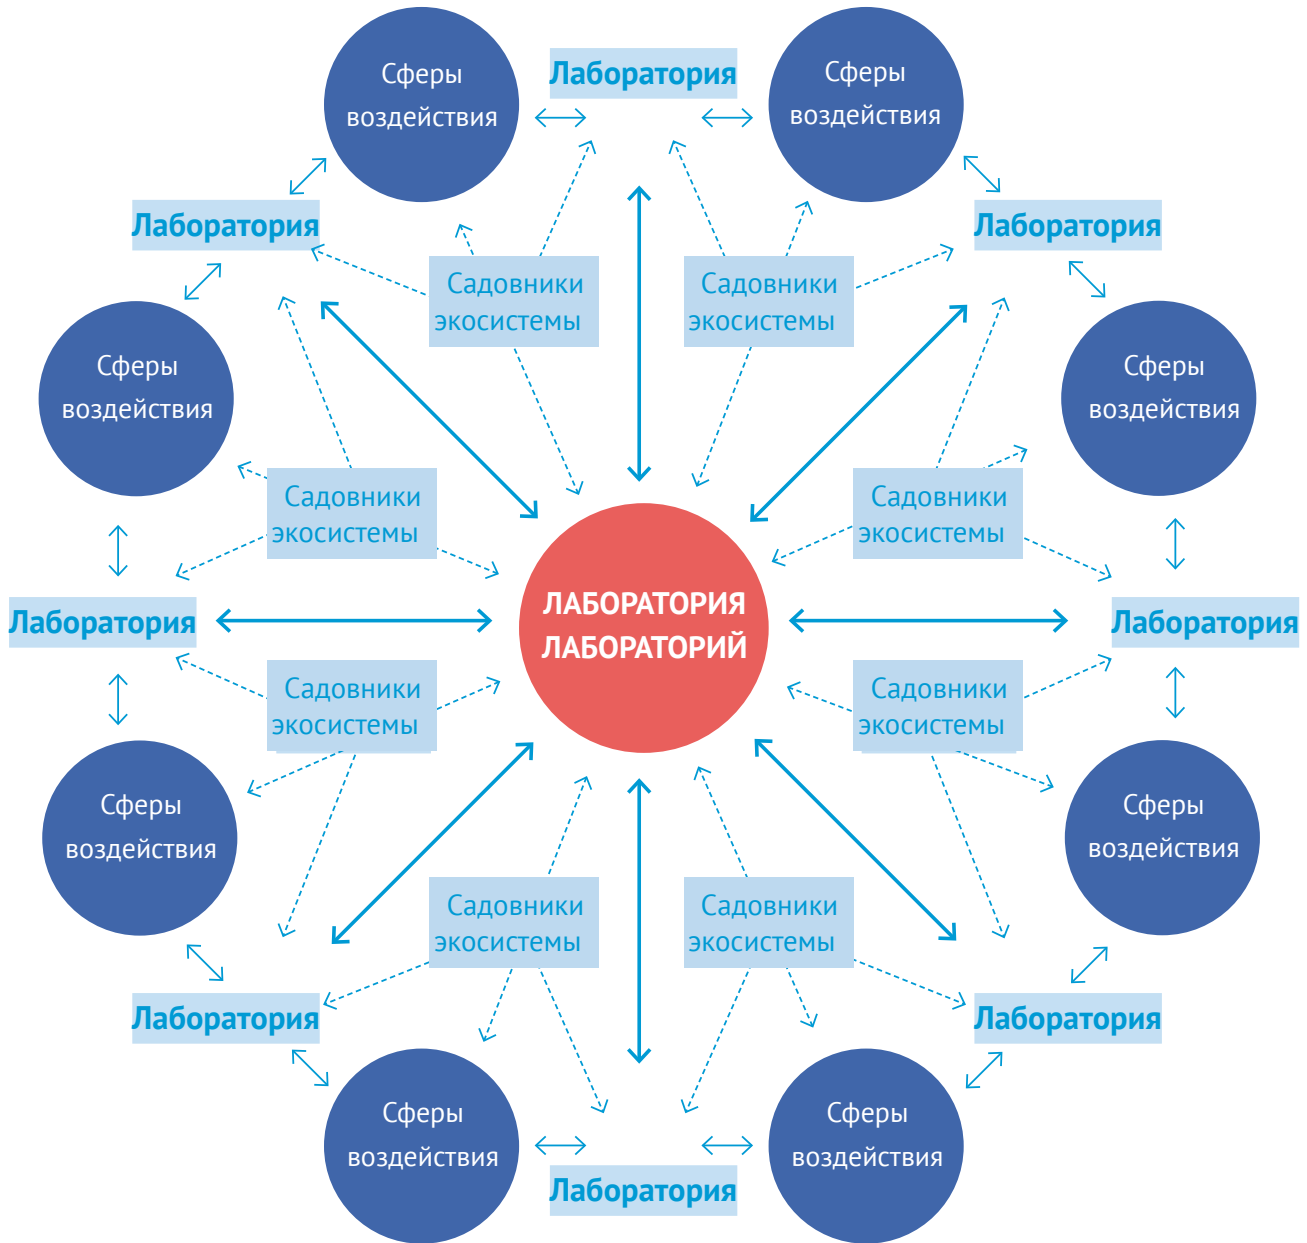 Сферы
воздействия
Лаборатория
Сферы
воздействия
Лаборатория
Лаборатория
Садовники
экосистемы
Садовники
экосистемы
Сферы
воздействия
Сферы
воздействия
Садовники
экосистемы
Садовники
экосистемы
ЛАБОРАТОРИЯ
ЛАБОРАТОРИЙ
Лаборатория
Лаборатория
Садовники
экосистемы
Садовники
экосистемы
Сферы
воздействия
Сферы
воздействия
Садовники
экосистемы
Садовники
экосистемы
Лаборатория
Лаборатория
Сферы
воздействия
Сферы
воздействия
Лаборатория